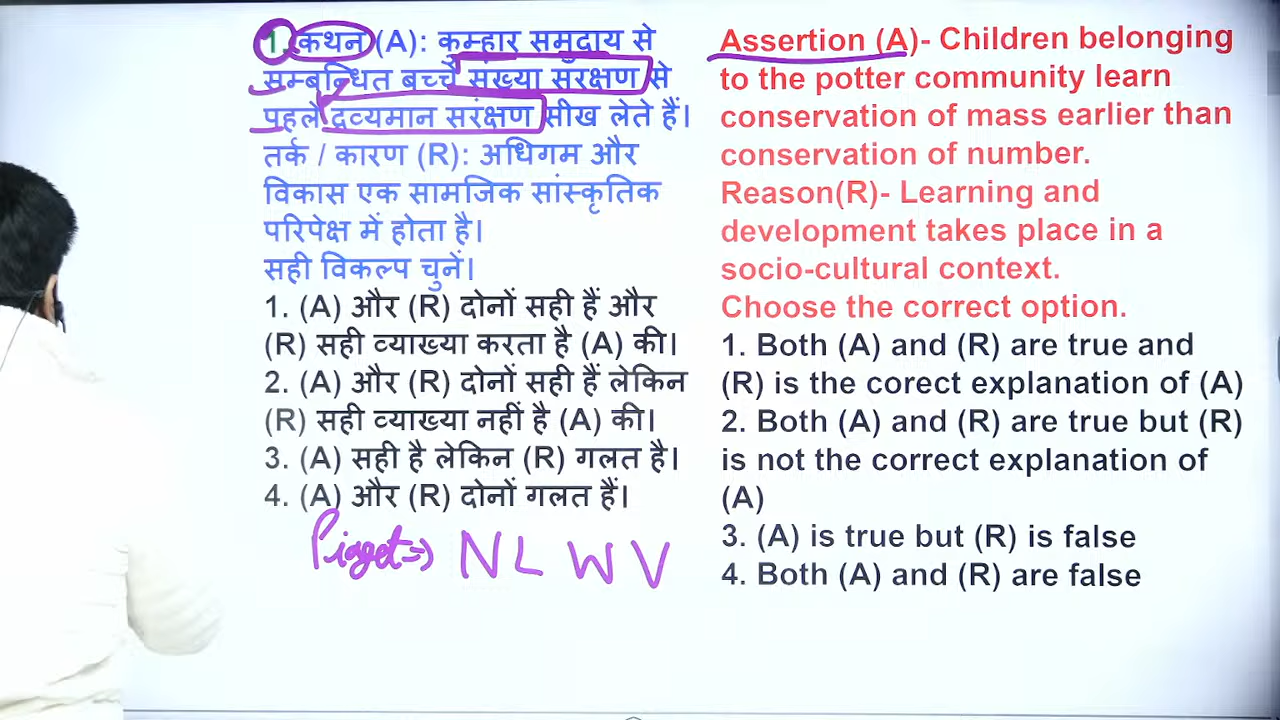 1. कथन (A): कुम्हार समुदाय से
सम्बन्धित बच्चे संख्या संरक्षण से
पहले द्रव्यमान सरंक्षण सीख लेते हैं।
तर्क / कारण (R): अधिगम और
विकास एक सामजिक सांस्कृतिक
परिपेक्ष में होता है।
सही विकल्प चुनें।
1. (A) और (R) दोनों सही हैं और
(R) सही व्याख्या करता है (A) की।
2. (A) और (R) दोनों सही हैं लेकिन
(R) सही व्याख्या नहीं है (A) की।
3. (A) सही है लेकिन (R) गलत है।
4. (A) और (R) दोनों गलत हैं।
Piaget => N L W V
Assertion (A)- Children belonging
to the potter community learn
conservation of mass earlier than
conservation of number.
Reason(R)- Learning and
development takes place in a
socio-cultural context.
Choose the correct option.
1. Both (A) and (R) are true and
(R) is the corect explanation of (A)
2. Both (A) and (R) are true but (R)
is not the correct explanation of
(A)
3. (A) is true but (R) is false
4. Both (A) and (R) are false